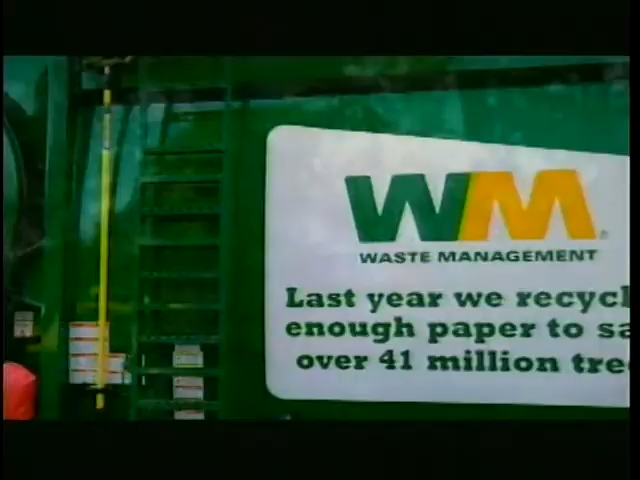 WM
WASTE MANAGEMENT
Last year we recycl
enough paper to sa
over 41 million tre